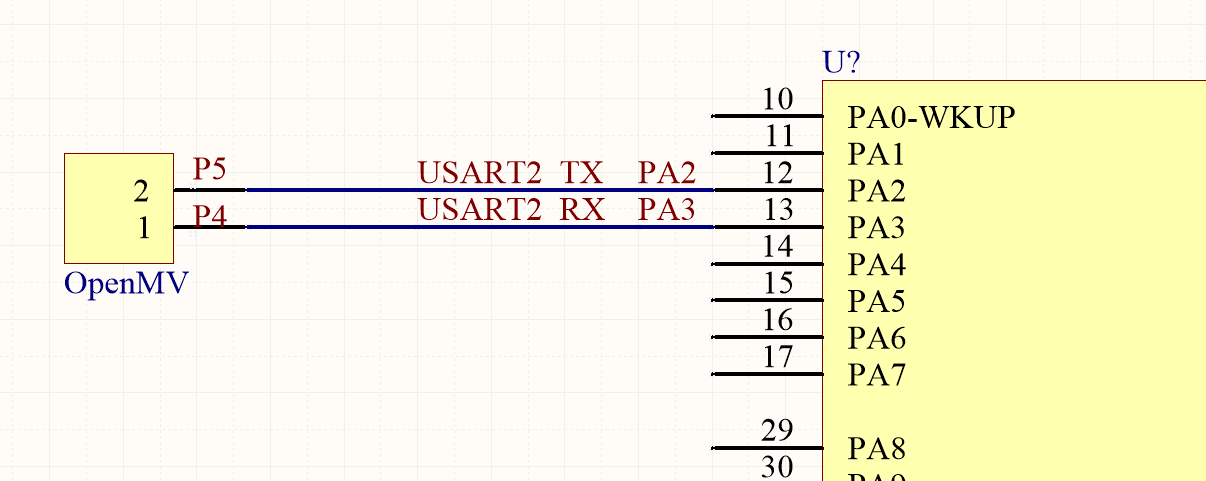 U?
10
PA0-WKUP
11
PA1
P5 USART2 TX PA2 12
2
PA2
P4 USART2 RX PA3 13
1
PA3
OpenMV
14
PA4
15
PA5
16
PA6
17
PA7
29
PA8
30